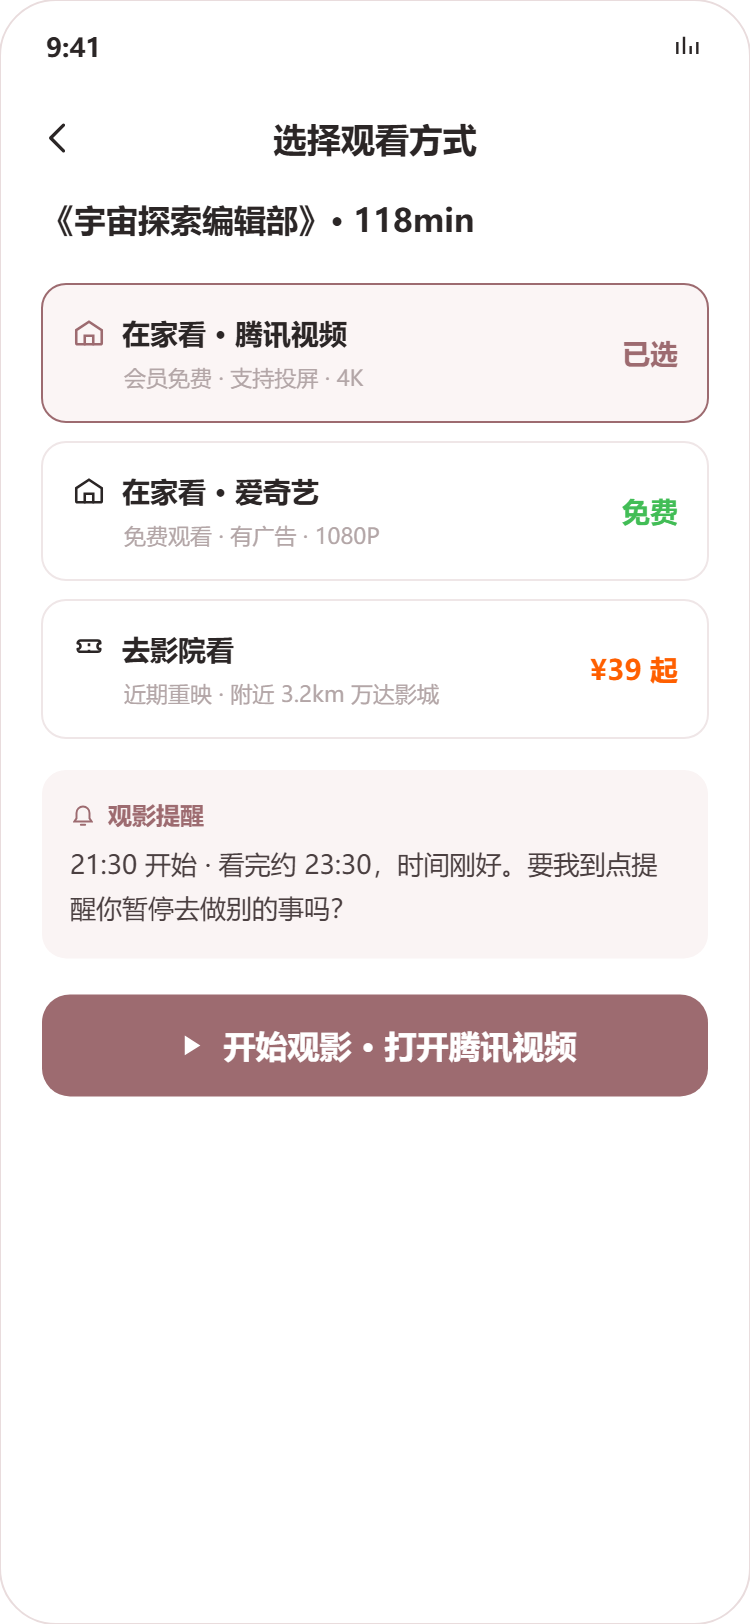 9:41
选择观看方式
《宇宙探索编辑部》• 118min
在家看 • 腾讯视频
会员免费 · 支持投屏 · 4K
已选
在家看 • 爱奇艺
免费观看 · 有广告 · 1080P
免费
去影院看
近期重映 · 附近 3.2km 万达影城
¥39 起
观影提醒
21:30 开始 · 看完约 23:30，时间刚好。要我到点提
醒你暂停去做别的事吗？
开始观影 • 打开腾讯视频